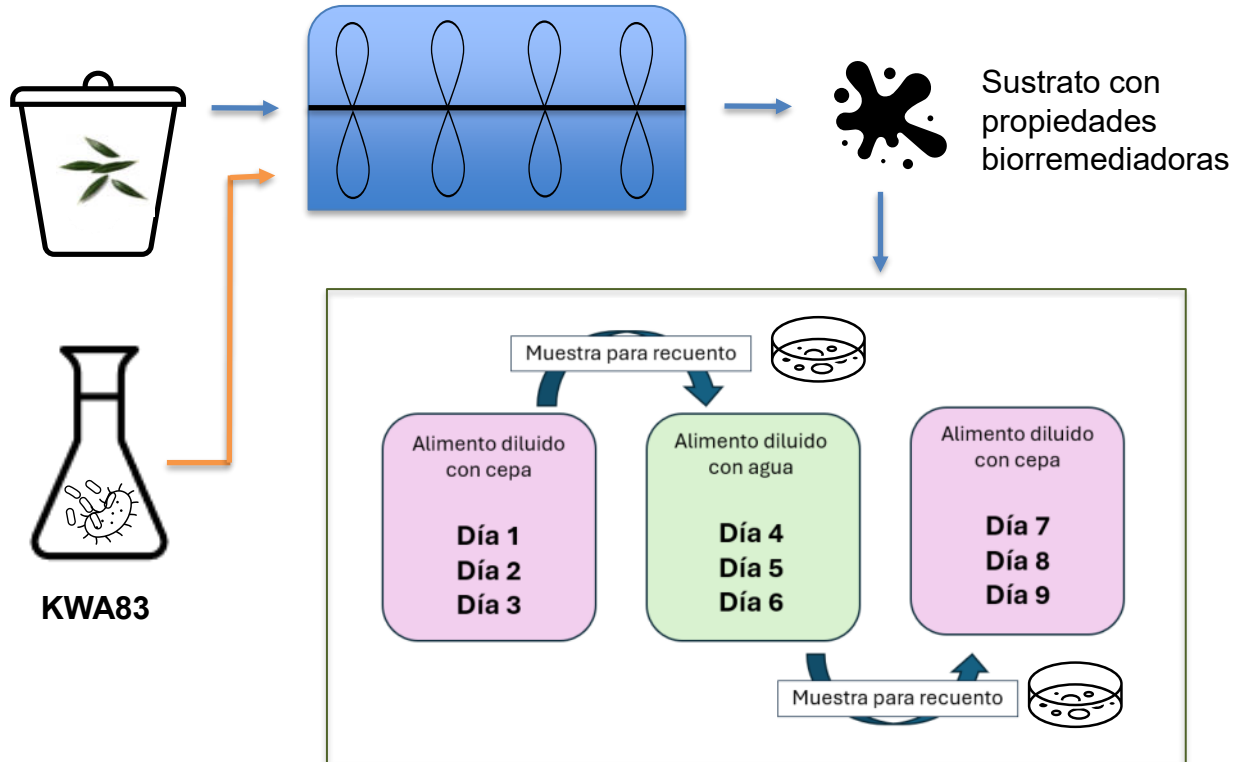 Sustrato con
propiedades
biorremediadoras
KWA83
Muestra para recuento
Alimento diluido
con cepa
Día 1
Día 2
Día 3
Alimento diluido
con agua
Día 4
Día 5
Día 6
Alimento diluido
con cepa
Día 7
Día 8
Día 9
Muestra para recuento